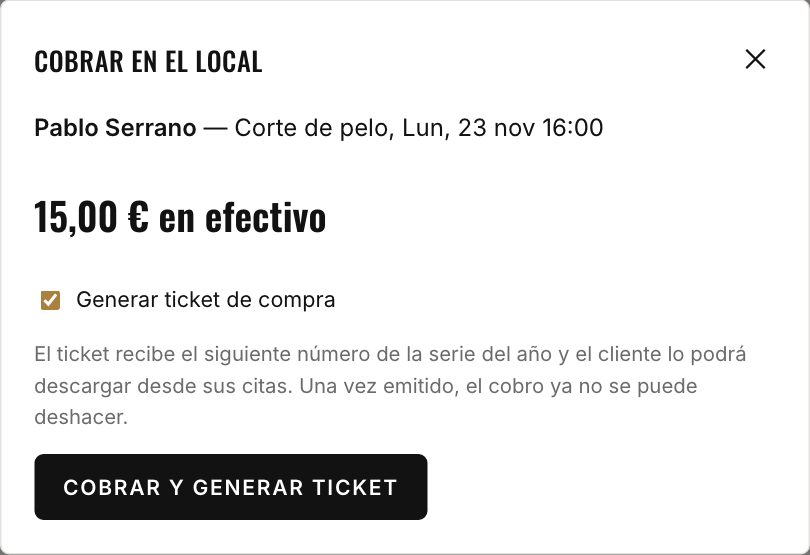 COBRAR EN EL LOCAL
Pablo Serrano — Corte de pelo, Lun, 23 nov 16:00
15,00 € en efectivo
Generar ticket de compra
El ticket recibe el siguiente número de la serie del año y el cliente lo podrá
descargar desde sus citas. Una vez emitido, el cobro ya no se puede
deshacer.
COBRAR Y GENERAR TICKET